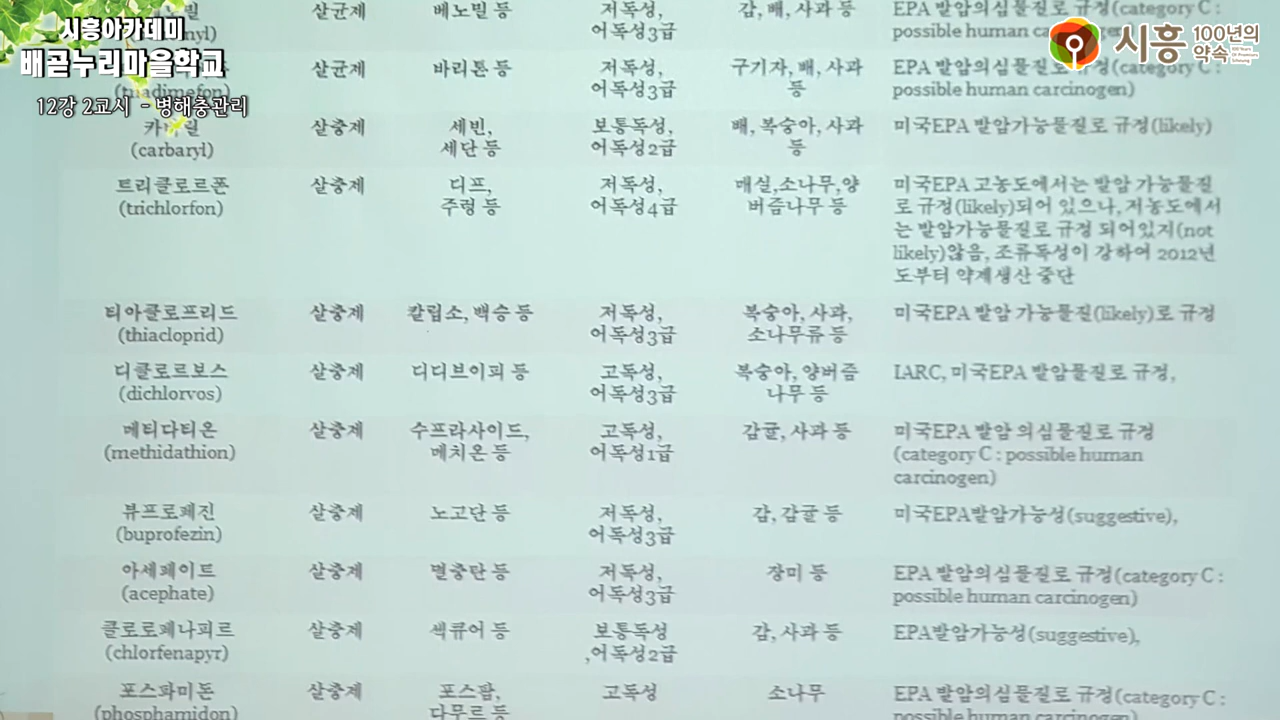 시흥아카데미
배곧누리마을학교
12강 2교시 - 병해충관리
시흥 100년의 약속
살균제 베노밀 등 저독성, 어독성3급 감, 배, 사과 등 EPA 발암의심물질로 규정(category C : possible human
살균제 바리톤 등 저독성, 어독성3급 구기자, 배, 사과 등 EPA 발암의심물질로 규정(category C : possible human carcinogen)
(triadimefon)
(carbaryl) 살충제 세빈, 세단 등 보통독성, 어독성2급 배, 복숭아, 사과 등 미국EPA 발암가능물질로 규정(likely)
트리클로르폰 (trichlorfon) 살충제 디프, 주렁 등 저독성, 어독성4급 매실,소나무,양버즘나무 등 미국EPA 고농도에서는 발암 가능물질로 규정(likely)되어 있으나, 저농도에서는 발암가능물질로 규정 되어있지(not likely)않음, 조류독성이 강하여 2012년도부터 약제생산 중단
티아클로프리드 (thiacloprid) 살충제 칼립소, 백승 등 저독성, 어독성3급 복숭아, 사과, 소나무류 등 미국EPA 발암 가능물질(likely)로 규정
디클로르보스 (dichlorvos) 살충제 디디브이피 등 고독성, 어독성3급 복숭아, 양버즘나무 등 IARC, 미국EPA 발암물질로 규정,
메티다티온 (methidathion) 살충제 수프라사이드, 메치온 등 고독성, 어독성1급 감귤, 사과 등 미국EPA 발암 의심물질로 규정 (category C : possible human carcinogen)
뷰프로페진 (buprofezin) 살충제 노고단 등 저독성, 어독성3급 감, 감귤 등 미국EPA발암가능성(suggestive),
아세페이트 (acephate) 살충제 멸충탄 등 저독성, 어독성3급 장미 등 EPA 발암의심물질로 규정(category C : possible human carcinogen)
클로로페나피르 (chlorfenapyr) 살충제 섹큐어 등 보통독성 ,어독성2급 감, 사과 등 EPA발암가능성(suggestive),
포스파미돈 (phosphamidon) 살충제 포스팜, 다무르 등 고독성 소나무 EPA 발암의심물질로 규정(category C : possible human carcinogen)